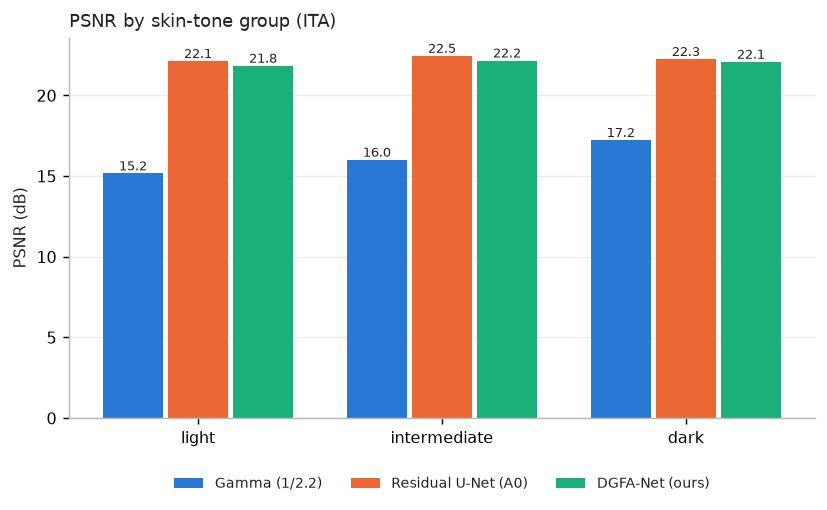 PSNR by skin-tone group (ITA)
PSNR (dB)
20
15
10
5
0
15.2
22.1
21.8
16.0
22.5
22.2
17.2
22.3
22.1
light
intermediate
dark
Gamma (1/2.2)
Residual U-Net (A0)
DGFA-Net (ours)